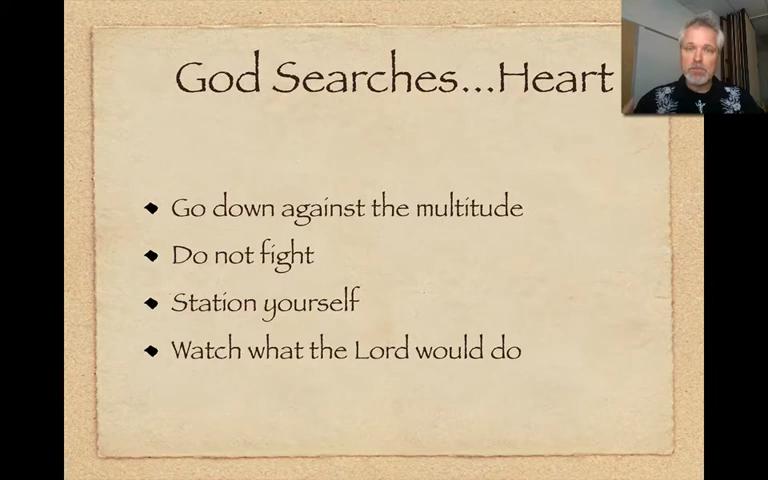 God Searches...Heart
Go down against the multitude
Do not fight
Station yourself
Watch what the Lord would do